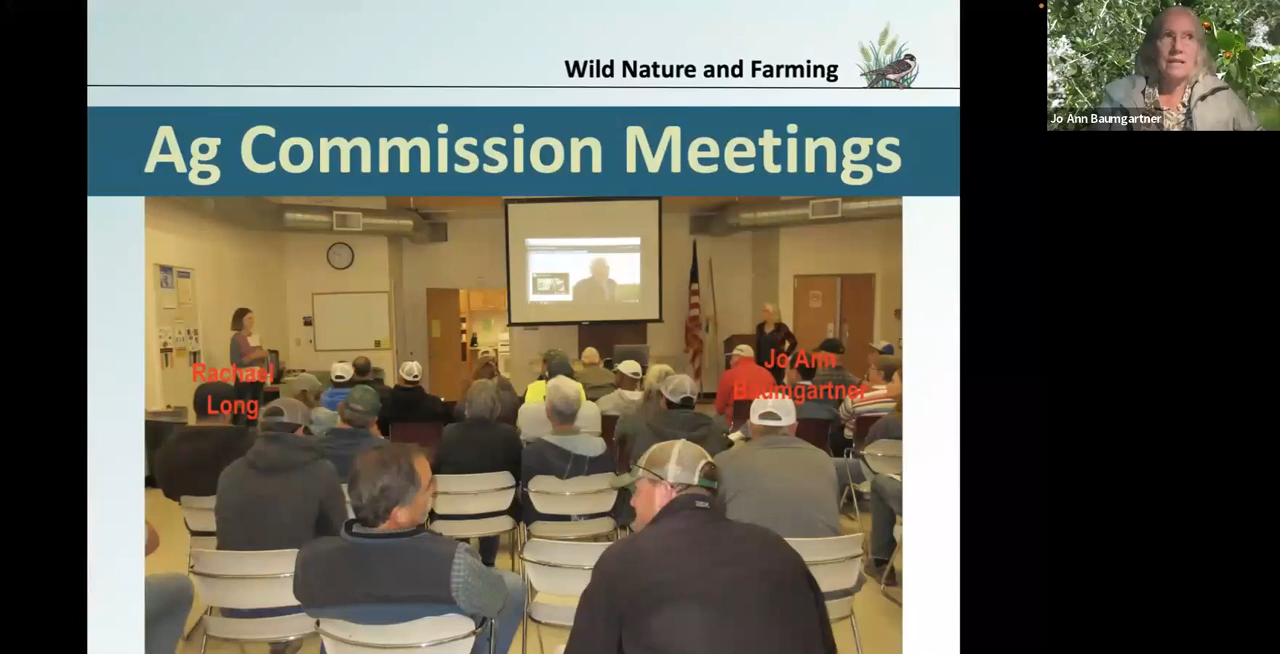 Wild Nature and Farming
Ag Commission Meetings
Jo Ann Baumgartner
Rachael
Long
Jo Ann
Baumgartner